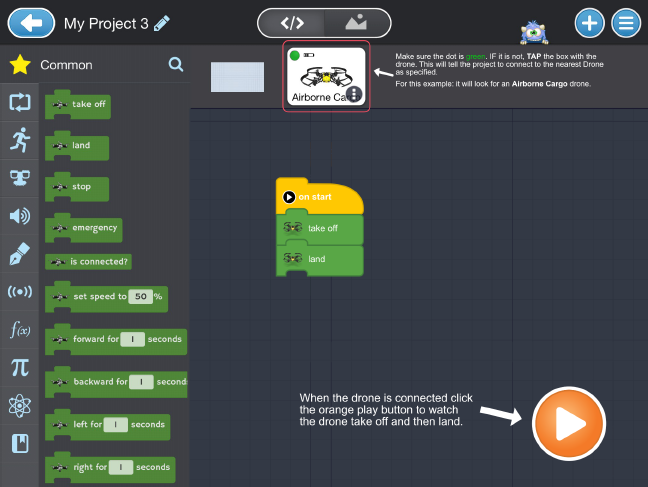 My Project 3
</>
Make sure the dot is green. IF it is not, TAP the box with the
drone. This will tell the project to connect to the nearest Drone
as specified.
For this example: it will look for an Airborne Cargo drone.
Airborne Ca
Common
take off
land
stop
emergency
is connected?
set speed to 50 %
forward for 1 seconds
backward for 1 second
left for 1 seconds
right for 1 seconds
f(x)
π
on start
take off
land
When the drone is connected click
the orange play button to watch
the drone take off and then land.